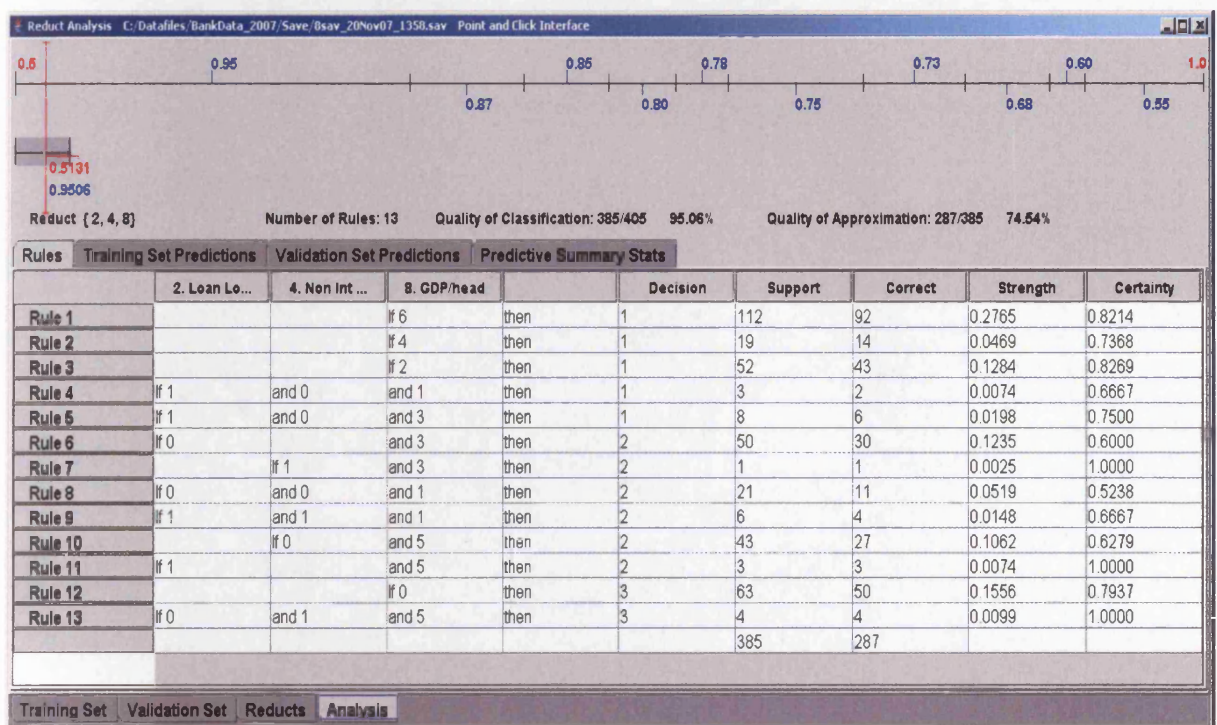 Reduct Analysis C:/Datafiles/BankData_2007/Save/8sav_20Nov07_1358.sav Point and Click Interface
0.5 0.95 0.85 0.78 0.73 0.60 1.0
0.87 0.80 0.75 0.68 0.55
0.5131
0.9506
Reduct {2, 4, 8} Number of Rules: 13 Quality of Classification: 385/405 95.06% Quality of Approximation: 287/385 74.54%
Rules Training Set Predictions Validation Set Predictions Predictive Summary Stats
2. Loan Lo... 4. Non Int ... 8. GDP/head Decision Support Correct Strength Certainty
Rule 1 If 6 then 1 112 92 0.2765 0.8214
Rule 2 If 4 then 1 19 14 0.0469 0.7368
Rule 3 If 2 then 1 52 43 0.1284 0.8269
Rule 4 If 1 and 0 and 1 then 1 3 2 0.0074 0.6667
Rule 5 If 1 and 0 and 3 then 1 8 6 0.0198 0.7500
Rule 6 If 0 and 3 then 2 50 30 0.1235 0.6000
Rule 7 If 1 and 3 then 2 1 1 0.0025 1.0000
Rule 8 If 0 and 0 and 1 then 2 21 11 0.0519 0.5238
Rule 9 If 1 and 1 and 1 then 2 6 4 0.0148 0.6667
Rule 10 If 0 and 5 then 2 43 27 0.1062 0.6279
Rule 11 If 1 and 5 then 2 3 3 0.0074 1.0000
Rule 12 If 0 then 3 63 50 0.1556 0.7937
Rule 13 If 0 and 1 and 5 then 3 4 4 0.0099 1.0000
385 287
Training Set Validation Set Reducts Analysis